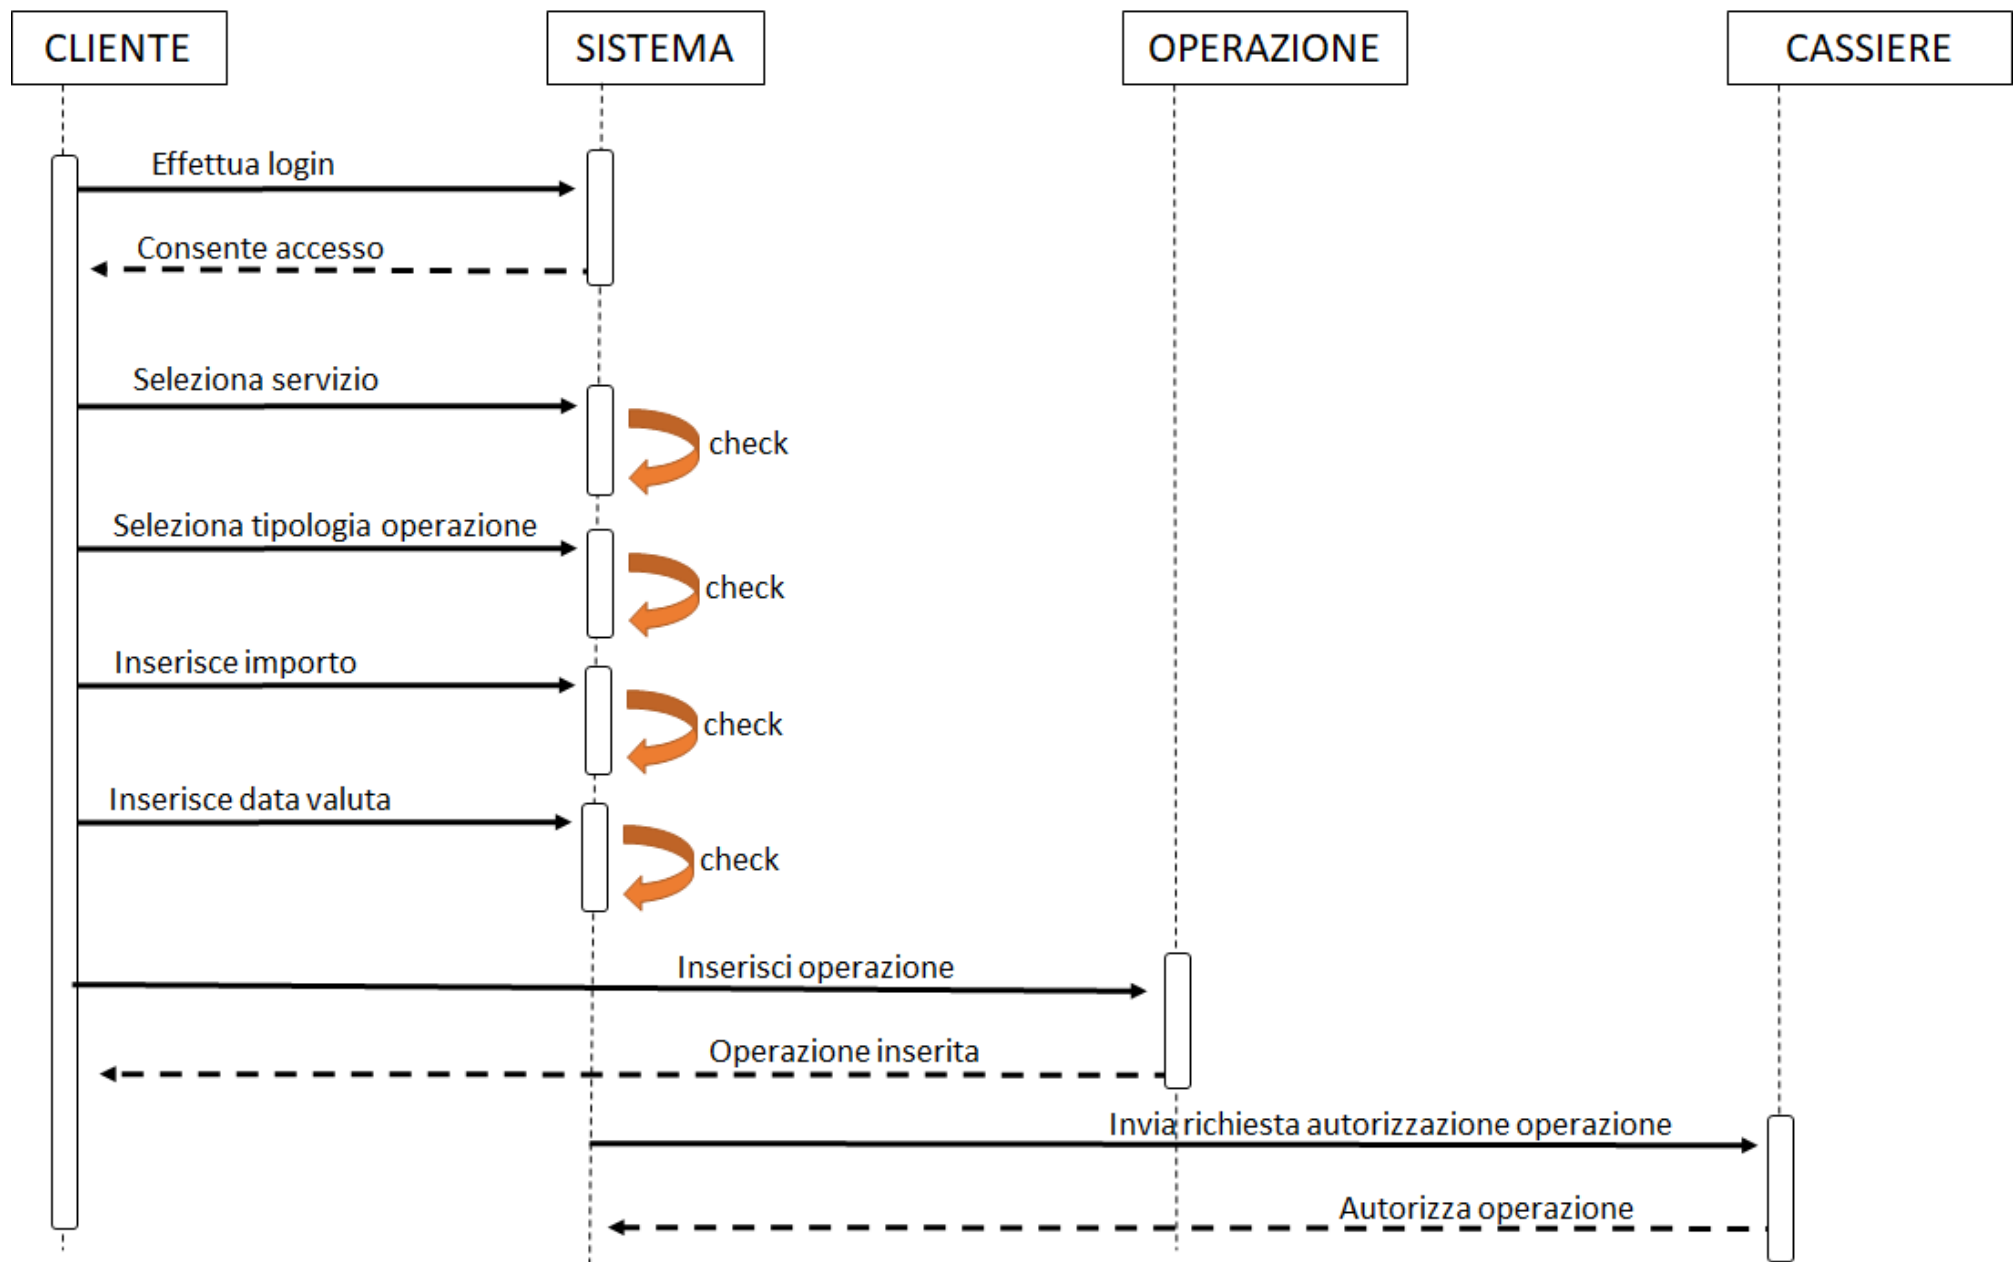 CLIENTE
SISTEMA
OPERAZIONE
CASSIERE
Effettua login
Consente accesso
Seleziona servizio
check
Seleziona tipologia operazione
check
Inserisce importo
check
Inserisce data valuta
check
Inserisci operazione
Operazione inserita
Invia richiesta autorizzazione operazione
Autorizza operazione